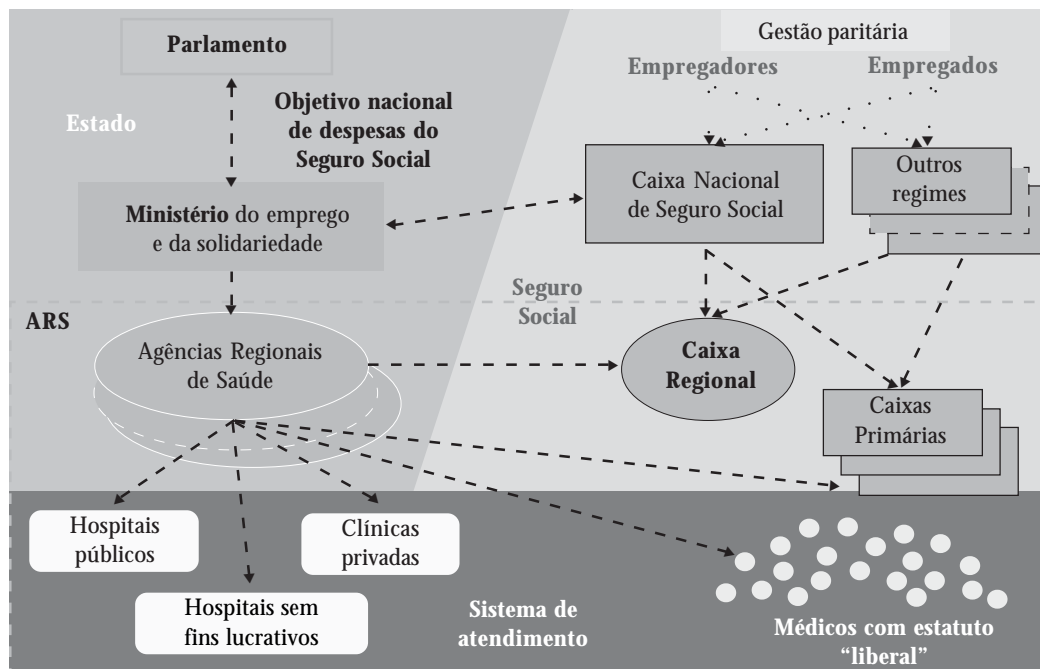 Parlamento
Gestão paritária
Empregadores
Empregados
Estado
Objetivo nacional
de despesas do
Seguro Social
Ministério do emprego
e da solidariedade
Caixa Nacional
de Seguro Social
Outros
regimes
Seguro
Social
ARS
Agências Regionais
de Saúde
Caixa
Regional
Caixas
Primárias
Hospitais
públicos
Clínicas
privadas
Hospitais sem
fins lucrativos
Sistema de
atendimento
Médicos com estatuto
“liberal”